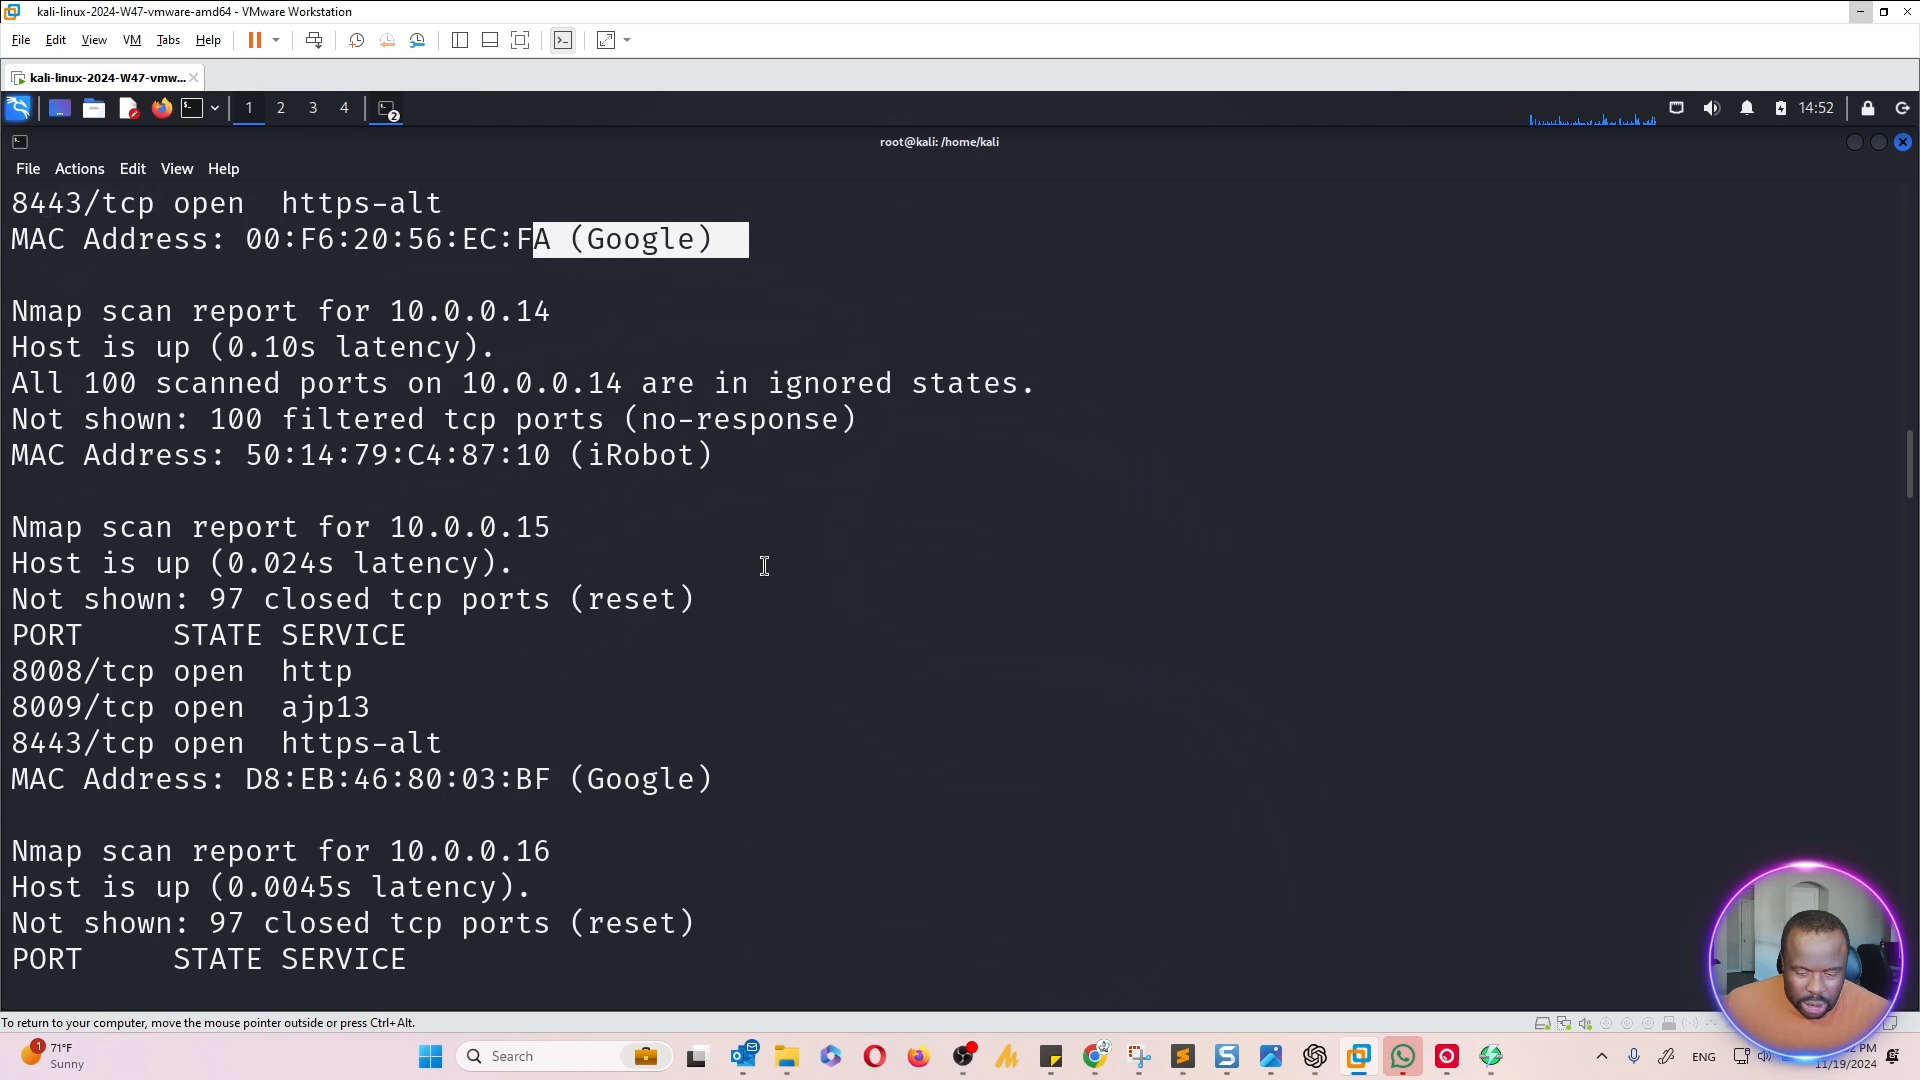 kali-linux-2024-W47-vmware-amd64 - VMware Workstation
File Edit View VM Tabs Help
kali-linux-2024-W47-vmw...
1 2 3 4 2 14:52
root@kali: /home/kali
File Actions Edit View Help
8443/tcp open  https-alt
MAC Address: 00:F6:20:56:EC:FA (Google)
Nmap scan report for 10.0.0.14
Host is up (0.10s latency).
All 100 scanned ports on 10.0.0.14 are in ignored states.
Not shown: 100 filtered tcp ports (no-response)
MAC Address: 50:14:79:C4:87:10 (iRobot)
Nmap scan report for 10.0.0.15
Host is up (0.024s latency).
Not shown: 97 closed tcp ports (reset)
PORT     STATE SERVICE
8008/tcp open  http
8009/tcp open  ajp13
8443/tcp open  https-alt
MAC Address: D8:EB:46:80:03:BF (Google)
Nmap scan report for 10.0.0.16
Host is up (0.0045s latency).
Not shown: 97 closed tcp ports (reset)
PORT     STATE SERVICE
To return to your computer, move the mouse pointer outside or press Ctrl+Alt.
1 71°F
Sunny
Search
ENG
PM
11/19/2024